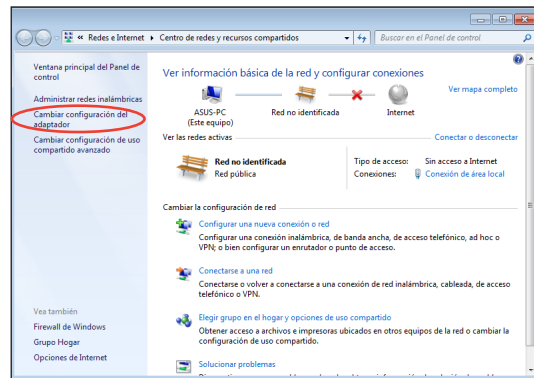 « Redes e Internet ▸ Centro de redes y recursos compartidos
Buscar en el Panel de control
Ventana principal del Panel de
control
Administrar redes inalámbricas
Cambiar configuración del
adaptador
Cambiar configuración de uso
compartido avanzado
Vea también
Firewall de Windows
Grupo Hogar
Opciones de Internet
Ver información básica de la red y configurar conexiones
Ver mapa completo
ASUS-PC
(Este equipo)
Red no identificada
Internet
Ver las redes activas
Conectar o desconectar
Red no identificada
Red pública
Tipo de acceso: Sin acceso a Internet
Conexiones: Conexión de área local
Cambiar la configuración de red
Configurar una nueva conexión o red
Configurar una conexión inalámbrica, de banda ancha, de acceso telefónico, ad hoc o
VPN; o bien configurar un enrutador o punto de acceso.
Conectarse a una red
Conectarse o volver a conectarse a una conexión de red inalámbrica, cableada, de acceso
telefónico o VPN.
Elegir grupo en el hogar y opciones de uso compartido
Obtener acceso a archivos e impresoras ubicados en otros equipos de la red o cambiar la
configuración de uso compartido.
Solucionar problemas